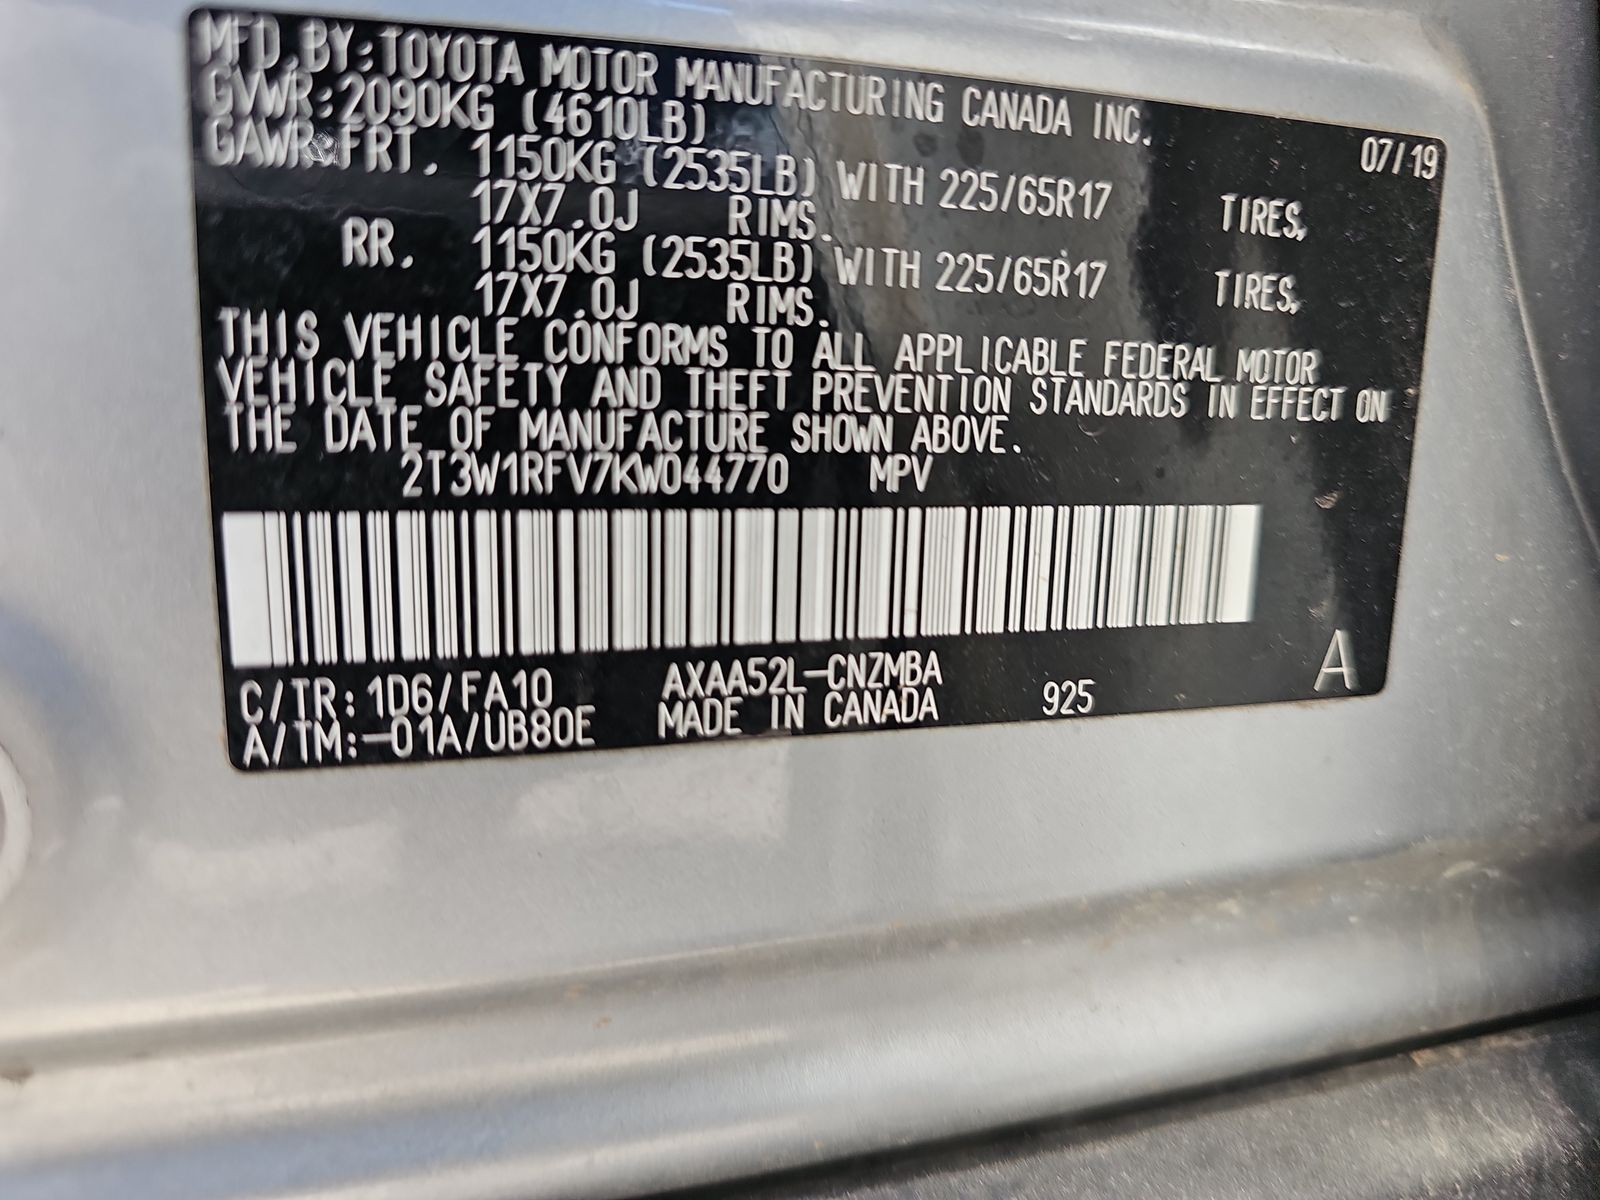 MFD.BY:TOYOTA MOTOR MANUFACTURING CANADA INC. 07/19
GVWR:2090KG (4610LB)
GAWR:FRT. 1150KG (2535LB) WITH 225/65R17 TIRES,
17X7.0J RIMS.
RR. 1150KG (2535LB) WITH 225/65R17 TIRES,
17X7.0J RIMS.
THIS VEHICLE CONFORMS TO ALL APPLICABLE FEDERAL MOTOR
VEHICLE SAFETY AND THEFT PREVENTION STANDARDS IN EFFECT ON
THE DATE OF MANUFACTURE SHOWN ABOVE.
2T3W1RFV7KW044770 MPV
C/TR: 1D6/FA10 AXAA52L-CNZMBA A
A/TM:-01A/UB80E MADE IN CANADA 925